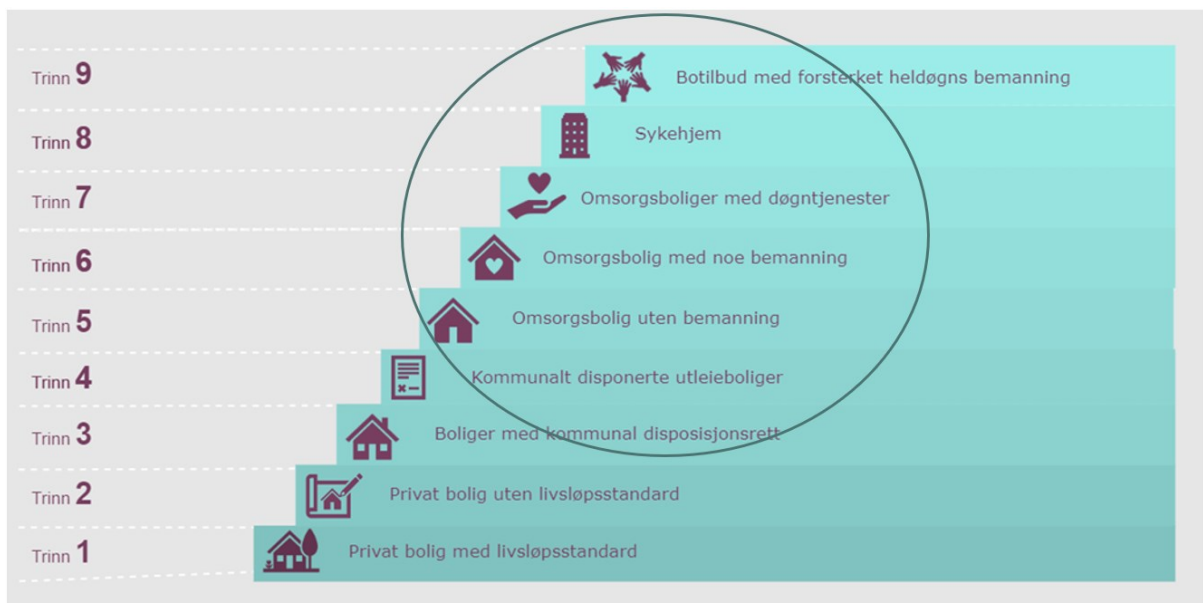 Trinn 9 Botilbud med forsterket heldøgns bemanning
Trinn 8 Sykehjem
Trinn 7 Omsorgsboliger med døgntjenester
Trinn 6 Omsorgsbolig med noe bemanning
Trinn 5 Omsorgsbolig uten bemanning
Trinn 4 Kommunalt disponerte utleieboliger
Trinn 3 Boliger med kommunal disposisjonsrett
Trinn 2 Privat bolig uten livsløpsstandard
Trinn 1 Privat bolig med livsløpsstandard